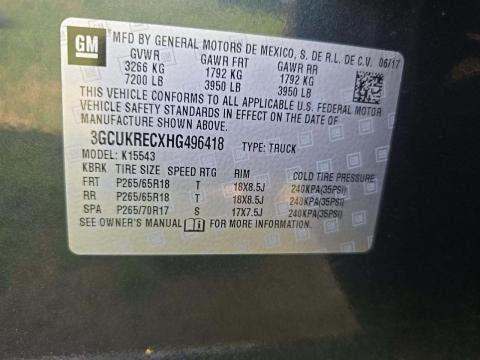 GM
MFD BY GENERAL MOTORS DE MEXICO, S. DE R.L. DE C.V. 06/17
GVWR GAWR FRT GAWR RR
3266 KG 1792 KG 1792 KG
7200 LB 3950 LB 3950 LB
THIS VEHICLE CONFORMS TO ALL APPLICABLE U.S. FEDERAL MOTOR
VEHICLE SAFETY STANDARDS IN EFFECT ON THE DATE OF
MANUFACTURE SHOWN ABOVE.
3GCUKRECXHG496418 TYPE: TRUCK
MODEL: K15543
KBRK TIRE SIZE SPEED RTG RIM COLD TIRE PRESSURE
FRT P265/65R18 T 18X8.5J 240KPA(35PSI)
RR P265/65R18 T 18X8.5J 240KPA(35PSI)
SPA P265/70R17 S 17X7.5J 240KPA(35PSI)
SEE OWNER'S MANUAL FOR MORE INFORMATION.